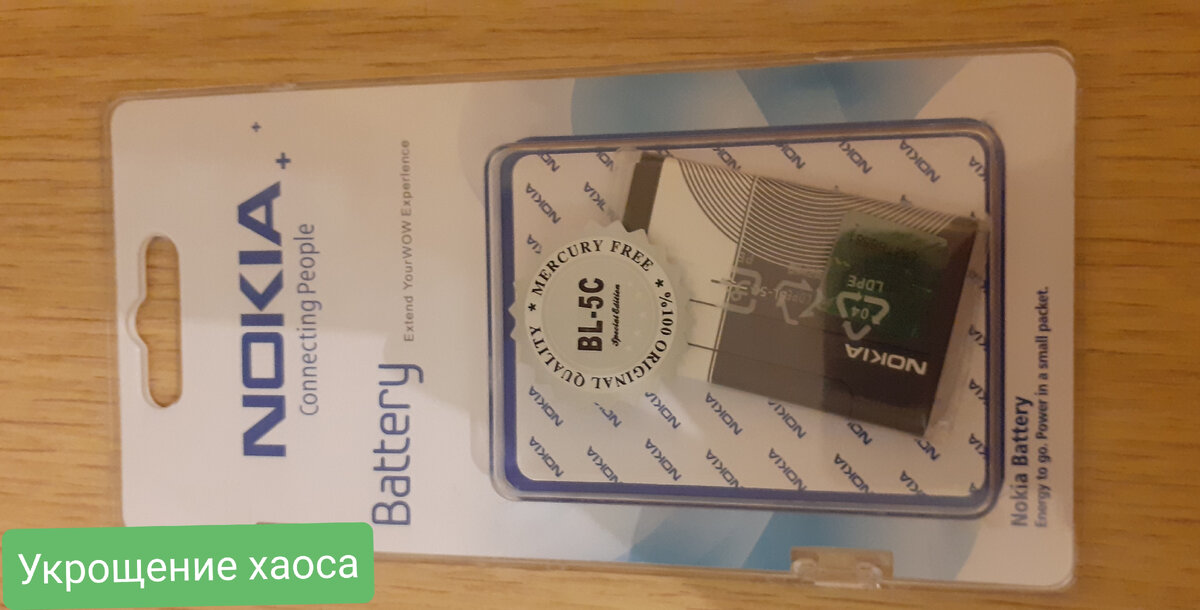 NOKIA
Connecting People
Battery
Extend YourWOW Experience
★ MERCURY FREE ★ %100 ORIGINAL QUALITY
BL-5C
Special Edition
NOKIA
04
LDPE
Nokia Battery
Energy to go. Power in a small packet.
Укрощение хаоса